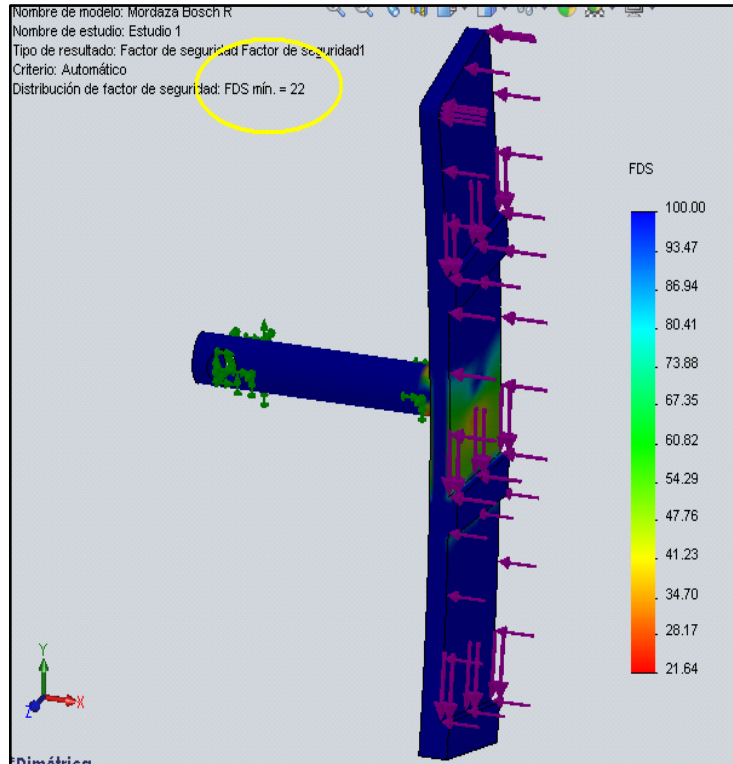 Nombre de modelo: Mordaza Bosch R
Nombre de estudio: Estudio 1
Tipo de resultado: Factor de seguridad Factor de seguridad1
Criterio: Automático
Distribución de factor de seguridad: FDS mín. = 22
FDS
100.00
93.47
86.94
80.41
73.88
67.35
60.82
54.29
47.76
41.23
34.70
28.17
21.64
Y
X
Z
*Dimétrica